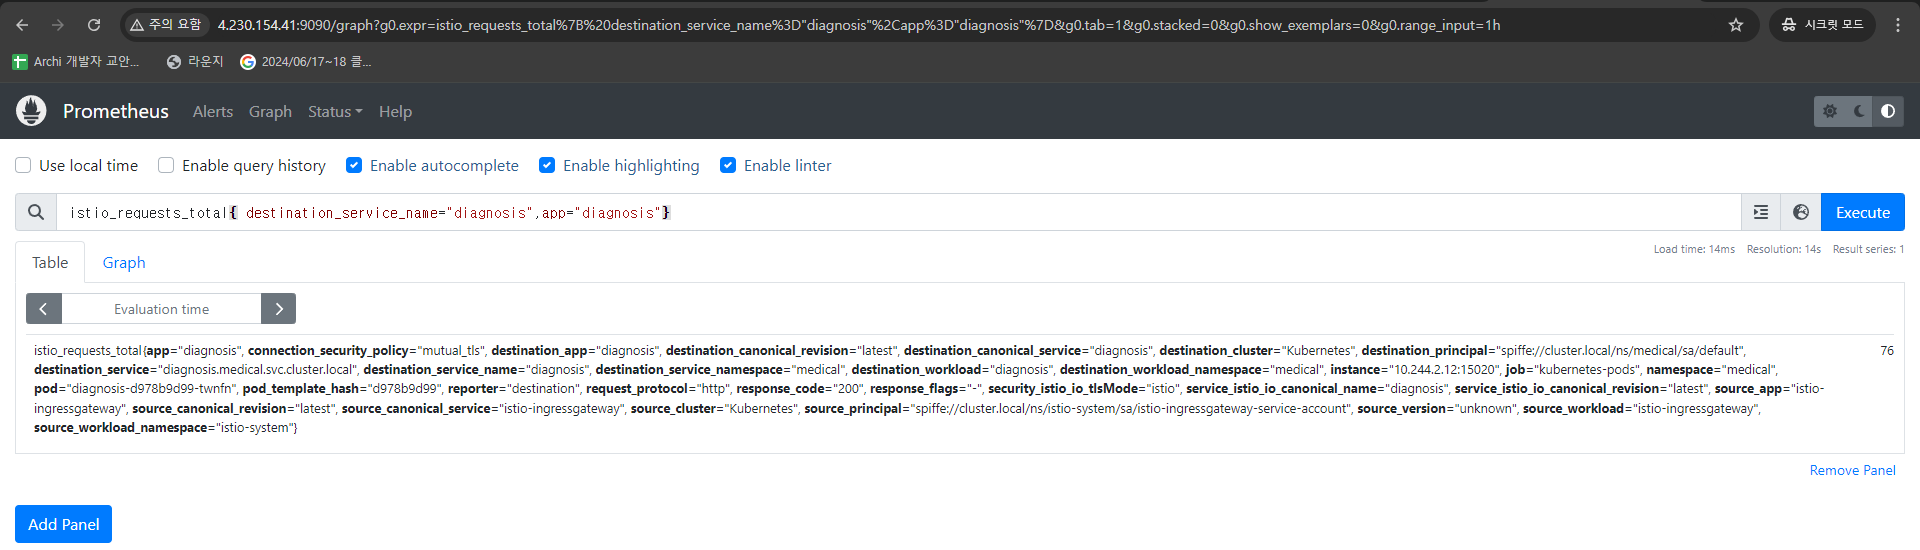 주의 요함 4.230.154.41:9090/graph?g0.expr=istio_requests_total%7B%20destination_service_name%3D"diagnosis"%2Capp%3D"diagnosis"%7D&g0.tab=1&g0.stacked=0&g0.show_exemplars=0&g0.range_input=1h 시크릿 모드
Archi 개발자 교안... 라운지 2024/06/17~18 클...
Prometheus Alerts Graph Status Help
Use local time Enable query history Enable autocomplete Enable highlighting Enable linter
istio_requests_total{ destination_service_name="diagnosis",app="diagnosis"} Execute
Load time: 14ms Resolution: 14s Result series: 1
Table Graph
Evaluation time
istio_requests_total{app="diagnosis", connection_security_policy="mutual_tls", destination_app="diagnosis", destination_canonical_revision="latest", destination_canonical_service="diagnosis", destination_cluster="Kubernetes", destination_principal="spiffe://cluster.local/ns/medical/sa/default", 76
destination_service="diagnosis.medical.svc.cluster.local", destination_service_name="diagnosis", destination_service_namespace="medical", destination_workload="diagnosis", destination_workload_namespace="medical", instance="10.244.2.12:15020", job="kubernetes-pods", namespace="medical",
pod="diagnosis-d978b9d99-twnfn", pod_template_hash="d978b9d99", reporter="destination", request_protocol="http", response_code="200", response_flags="-", security_istio_io_tlsMode="istio", service_istio_io_canonical_name="diagnosis", service_istio_io_canonical_revision="latest", source_app="istio-
ingressgateway", source_canonical_revision="latest", source_canonical_service="istio-ingressgateway", source_cluster="Kubernetes", source_principal="spiffe://cluster.local/ns/istio-system/sa/istio-ingressgateway-service-account", source_version="unknown", source_workload="istio-ingressgateway",
source_workload_namespace="istio-system"}
Remove Panel
Add Panel